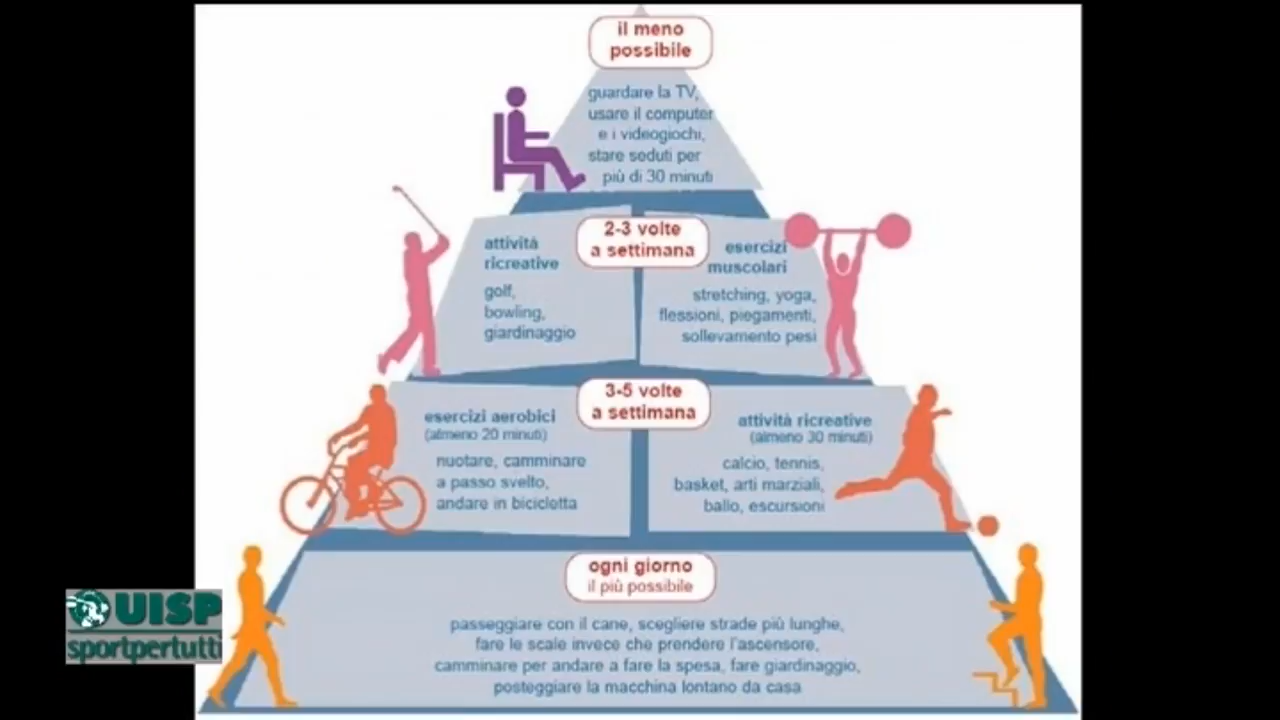 il meno
possibile
guardare la TV,
usare il computer
e i videogiochi,
stare seduti per
più di 30 minuti
2-3 volte
a settimana
attività
ricreative
golf,
bowling,
giardinaggio
esercizi
muscolari
stretching, yoga,
flessioni, piegamenti,
sollevamento pesi
3-5 volte
a settimana
esercizi aerobici
(almeno 20 minuti)
nuotare, camminare
a passo svelto,
andare in bicicletta
attività ricreative
(almeno 30 minuti)
calcio, tennis,
basket, arti marziali,
ballo, escursioni
ogni giorno
il più possibile
passeggiare con il cane, scegliere strade più lunghe,
fare le scale invece che prendere l'ascensore,
camminare per andare a fare la spesa, fare giardinaggio,
posteggiare la macchina lontano da casa
UISP
sportpertutti